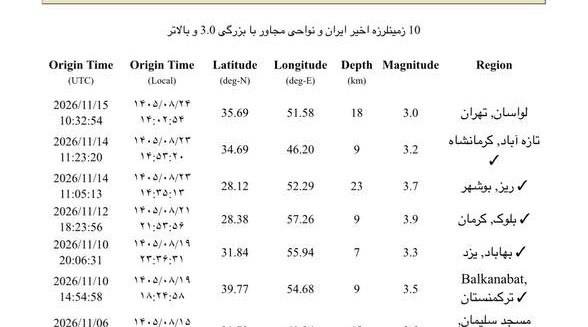 10 زمینلرزه اخیر ایران و نواحی مجاور با بزرگی 3.0 و بالاتر
Origin Time (UTC) Origin Time (Local) Latitude (deg-N) Longitude (deg-E) Depth (km) Magnitude Region
2026/11/15 10:32:54 ۱۴۰۵/۰۸/۲۴ ۱۴:۰۲:۵۴ 35.69 51.58 18 3.0 لواسان, تهران
2026/11/14 11:23:20 ۱۴۰۵/۰۸/۲۳ ۱۴:۵۳:۲۰ 34.69 46.20 9 3.2 تازه آباد, کرمانشاه ✓
2026/11/14 11:05:13 ۱۴۰۵/۰۸/۲۳ ۱۴:۳۵:۱۳ 28.12 52.29 23 3.7 ریز, بوشهر ✓
2026/11/12 18:23:56 ۱۴۰۵/۰۸/۲۱ ۲۱:۵۳:۵۶ 28.38 57.26 9 3.9 بلوک, کرمان ✓
2026/11/10 20:06:31 ۱۴۰۵/۰۸/۱۹ ۲۳:۳۶:۳۱ 31.84 55.94 7 3.3 بهاباد, یزد ✓
2026/11/10 14:54:58 ۱۴۰۵/۰۸/۱۹ ۱۸:۲۴:۵۸ 39.77 54.68 9 3.5 Balkanabat, ترکمنستان ✓
2026/11/06 ۱۴۰۵/۰۸/۱۵ مسجد سلیمان,